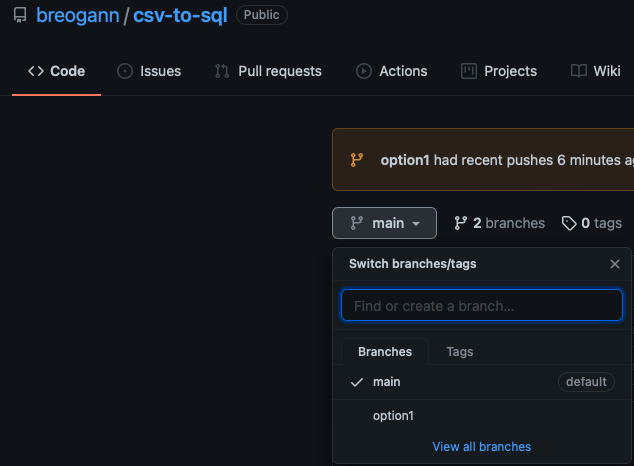 breogann / csv-to-sql Public
Code Issues Pull requests Actions Projects Wiki
option1 had recent pushes 6 minutes
main 2 branches 0 tags
Switch branches/tags
Find or create a branch...
Branches Tags
main default
option1
View all branches